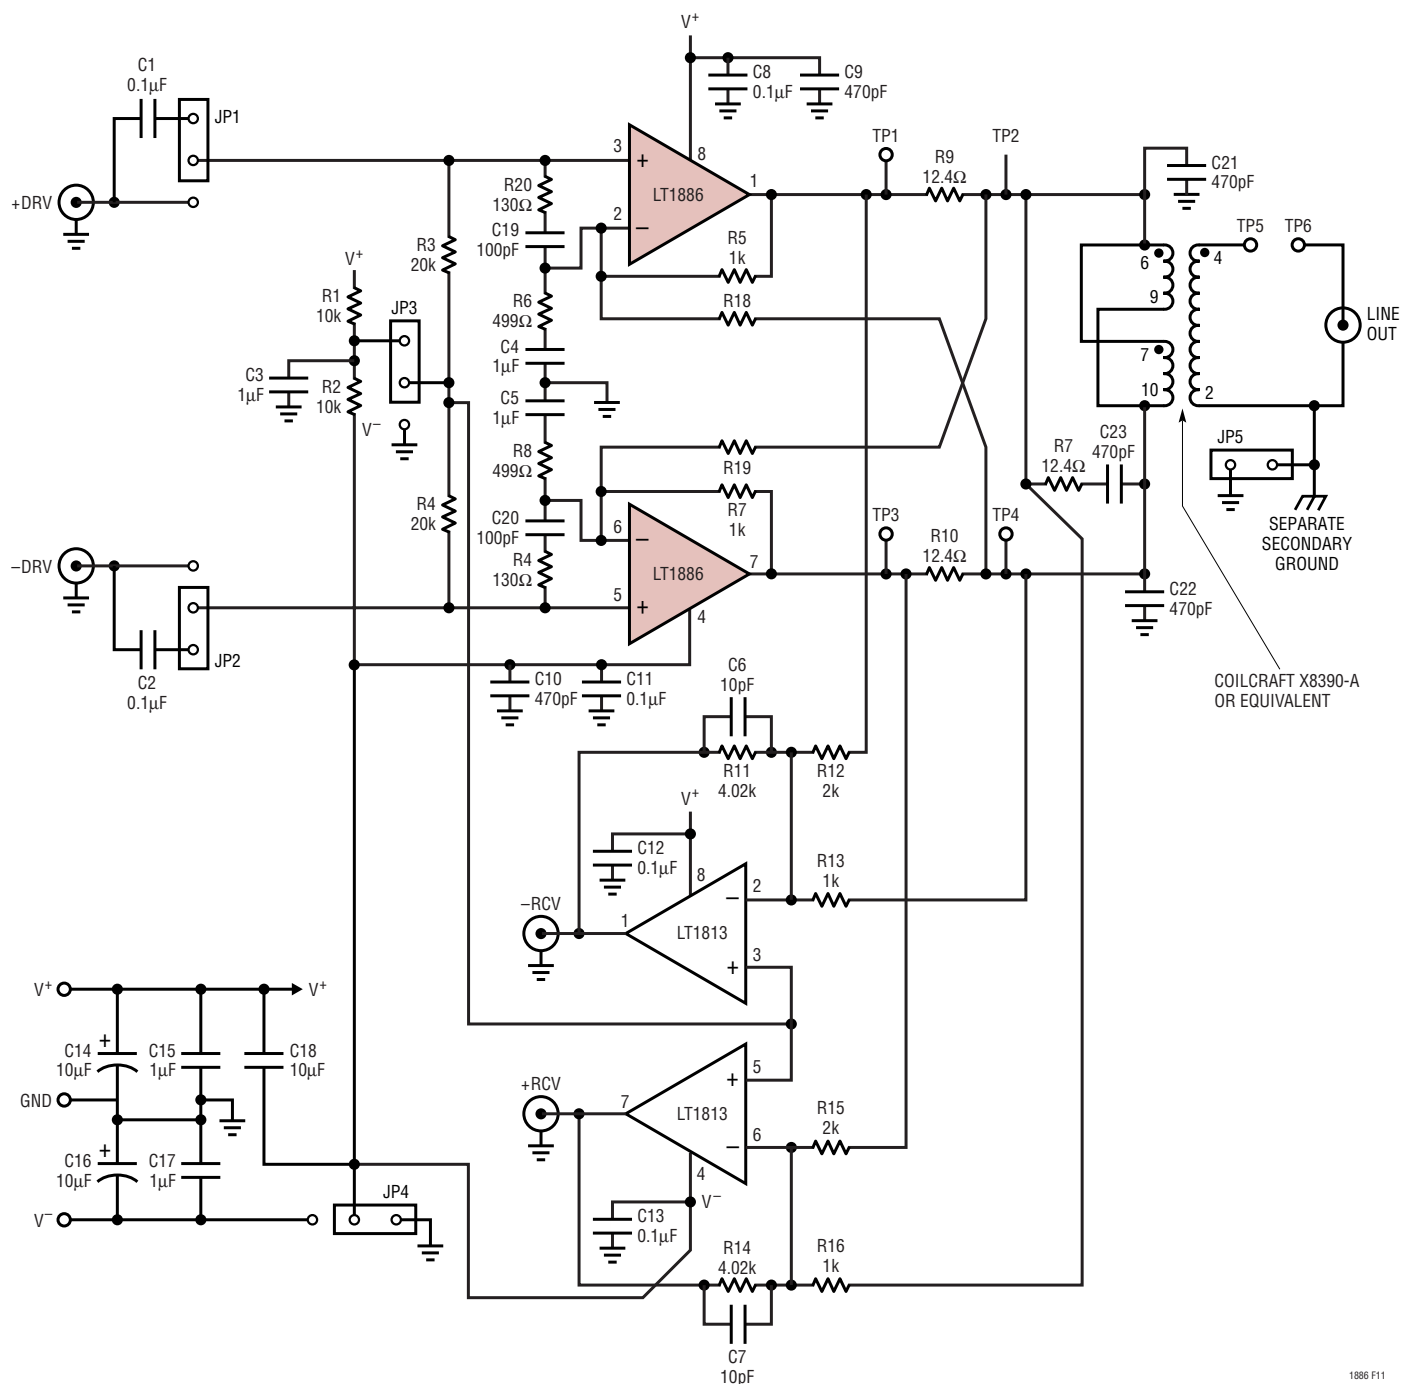 V+
C1
0.1µF
JP1
+DRV
C8
0.1µF
C9
470pF
3
+
8
LT1886
1
2
−
TP1
R9
12.4Ω
TP2
C21
470pF
R20
130Ω
C19
100pF
R3
20k
R5
1k
R18
V+
R1
10k
JP3
R6
499Ω
C4
1µF
C3
1µF
R2
10k
V−
C5
1µF
R8
499Ω
R19
R7
1k
R4
20k
C20
100pF
R4
130Ω
6
−
LT1886
7
5
+
4
TP3
R10
12.4Ω
TP4
6
9
7
10
4
2
TP5
TP6
LINE
OUT
R7
12.4Ω
C23
470pF
JP5
SEPARATE
SECONDARY
GROUND
C22
470pF
COILCRAFT X8390-A
OR EQUIVALENT
−DRV
JP2
C2
0.1µF
C10
470pF
C11
0.1µF
C6
10pF
R11
4.02k
R12
2k
V+
C12
0.1µF
8
2
−
R13
1k
−RCV
1
LT1813
3
+
V+
V+
C14
+
10µF
C15
1µF
C18
10µF
GND
C16
+
10µF
C17
1µF
V−
JP4
+RCV
7
LT1813
5
+
6
−
4
R15
2k
V−
C13
0.1µF
R14
4.02k
R16
1k
C7
10pF
1886 F11